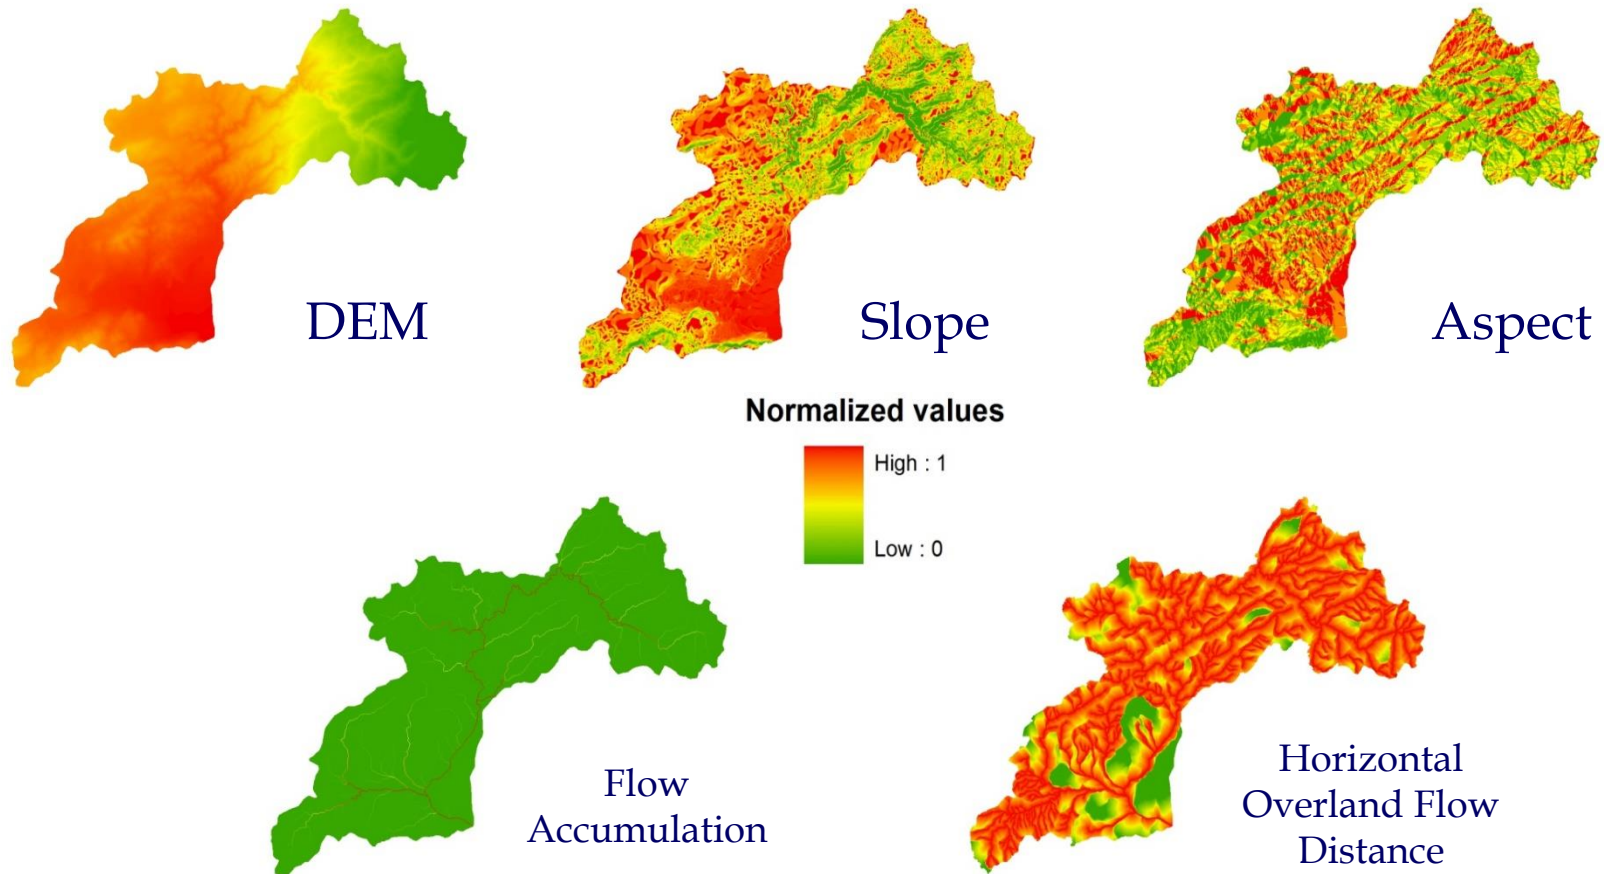 DEM
Slope
Aspect
Normalized values
High : 1
Low : 0
Flow
Accumulation
Horizontal
Overland Flow
Distance